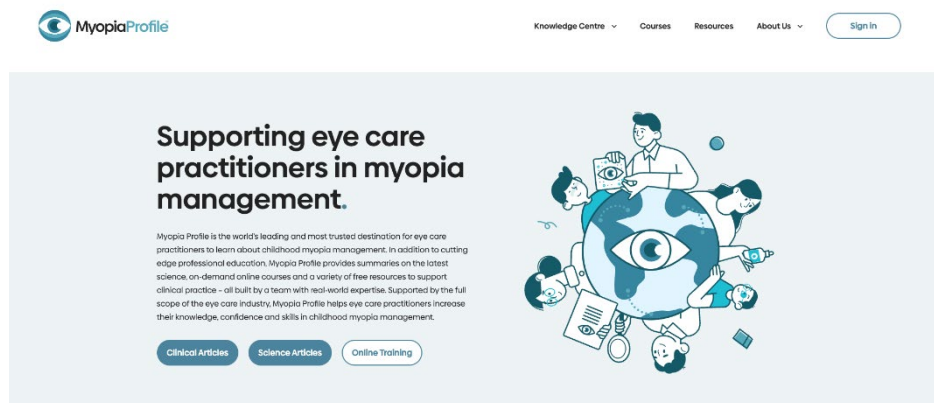 MyopiaProfile
Knowledge Centre
Courses
Resources
About Us
Sign in
Supporting eye care
practitioners in myopia
management.
Myopia Profile is the world's leading and most trusted destination for eye care
practitioners to learn about childhood myopia management. In addition to cutting
edge professional education, Myopia Profile provides summaries on the latest
science, on-demand online courses and a variety of free resources to support
clinical practice - all built by a team with real-world expertise. Supported by the full
scope of the eye care industry, Myopia Profile helps eye care practitioners increase
their knowledge, confidence and skills in childhood myopia management.
Clinical Articles
Science Articles
Online Training